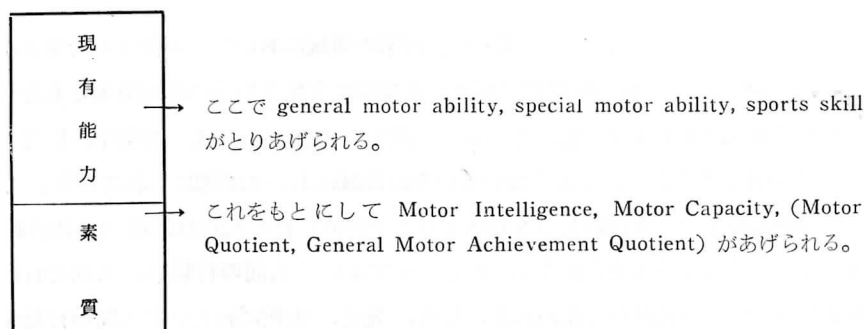 現有能力
ここで general motor ability, special motor ability, sports skill
がとりあげられる。
素質
これをもとにして Motor Intelligence, Motor Capacity, (Motor
Quotient, General Motor Achievement Quotient) があげられる。